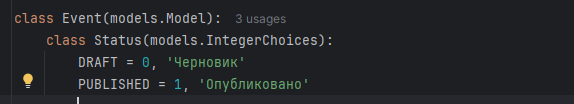 class Event(models.Model): 3 usages
    class Status(models.IntegerChoices):
        DRAFT = 0, 'Черновик'
        PUBLISHED = 1, 'Опубликовано'